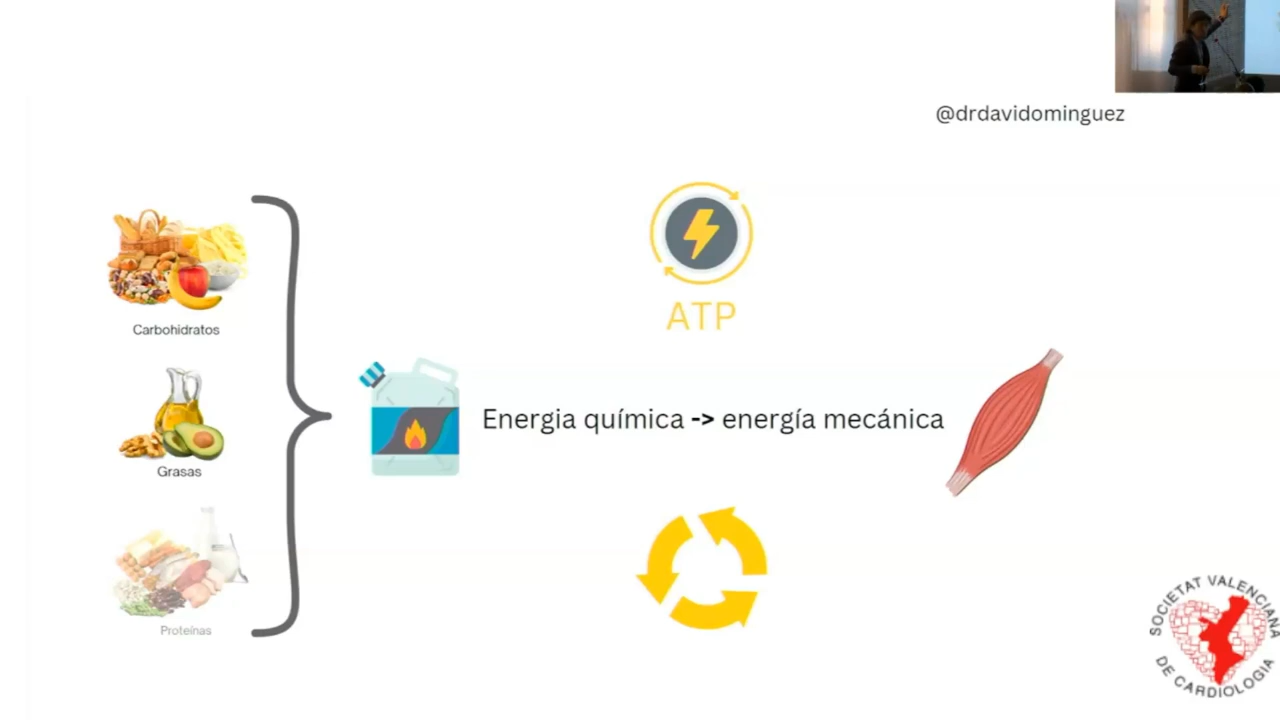 @drdavidominguez
Carbohidratos
Grasas
Proteínas
ATP
Energia química -> energía mecánica
SOCIETAT VALENCIANA
DE CARDIOLOGIA